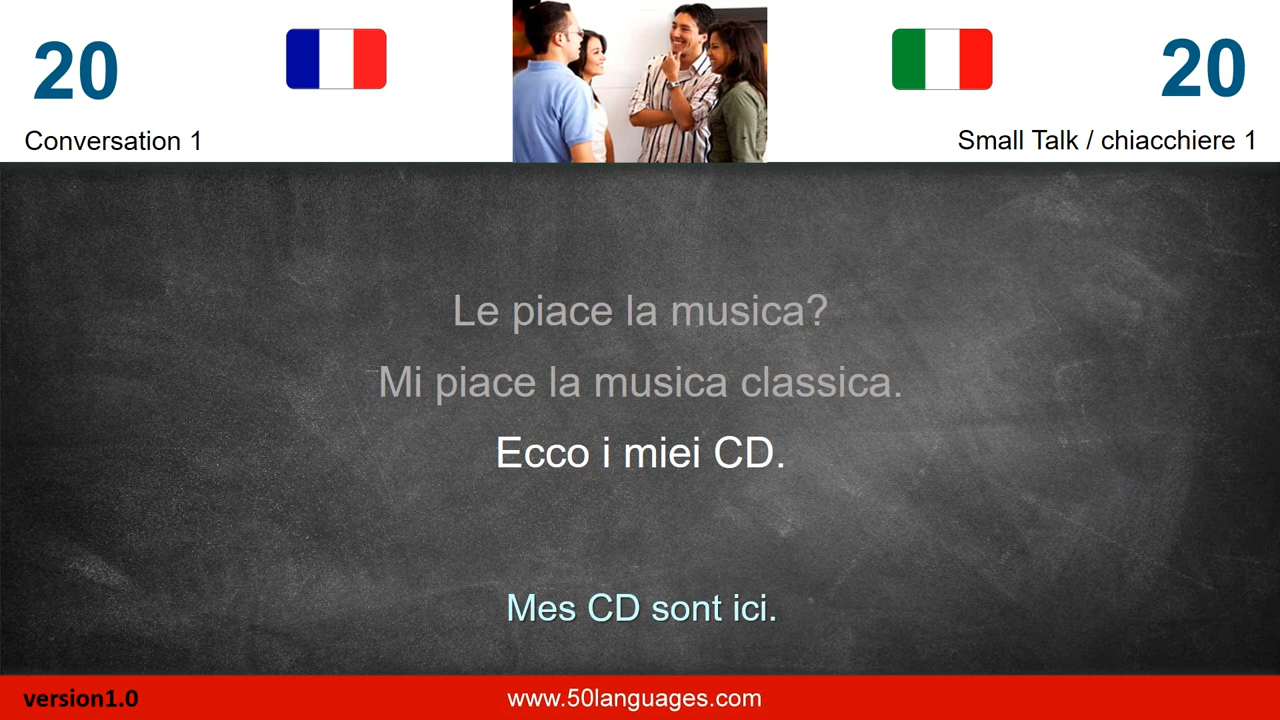 20
20
Conversation 1
Small Talk / chiacchiere 1
Le piace la musica?
Mi piace la musica classica.
Ecco i miei CD.
Mes CD sont ici.
version1.0
www.50languages.com